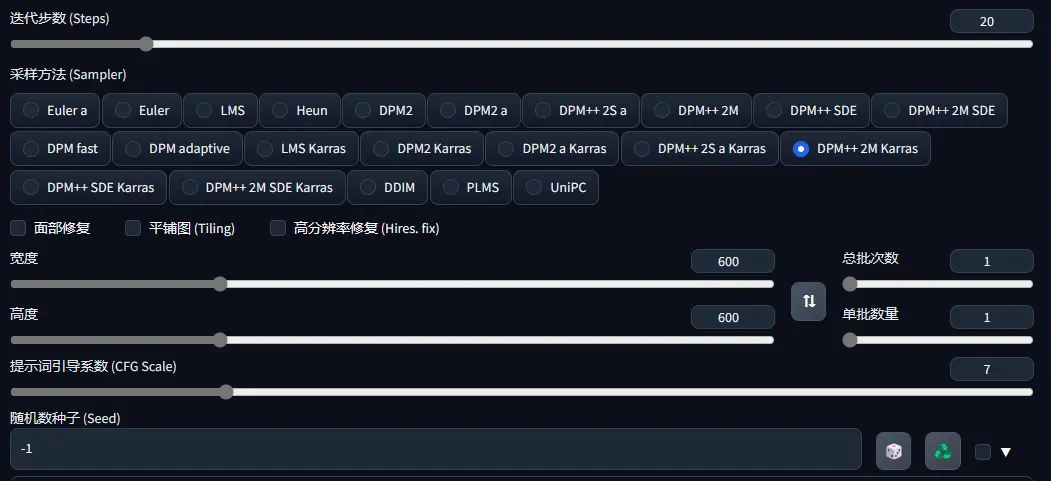 迭代步数 (Steps) 20
采样方法 (Sampler)
Euler a Euler LMS Heun DPM2 DPM2 a DPM++ 2S a DPM++ 2M DPM++ SDE DPM++ 2M SDE
DPM fast DPM adaptive LMS Karras DPM2 Karras DPM2 a Karras DPM++ 2S a Karras DPM++ 2M Karras
DPM++ SDE Karras DPM++ 2M SDE Karras DDIM PLMS UniPC
面部修复 平铺图 (Tiling) 高分辨率修复 (Hires. fix)
宽度 600 总批次数 1
高度 600 单批数量 1
提示词引导系数 (CFG Scale) 7
随机数种子 (Seed)
-1